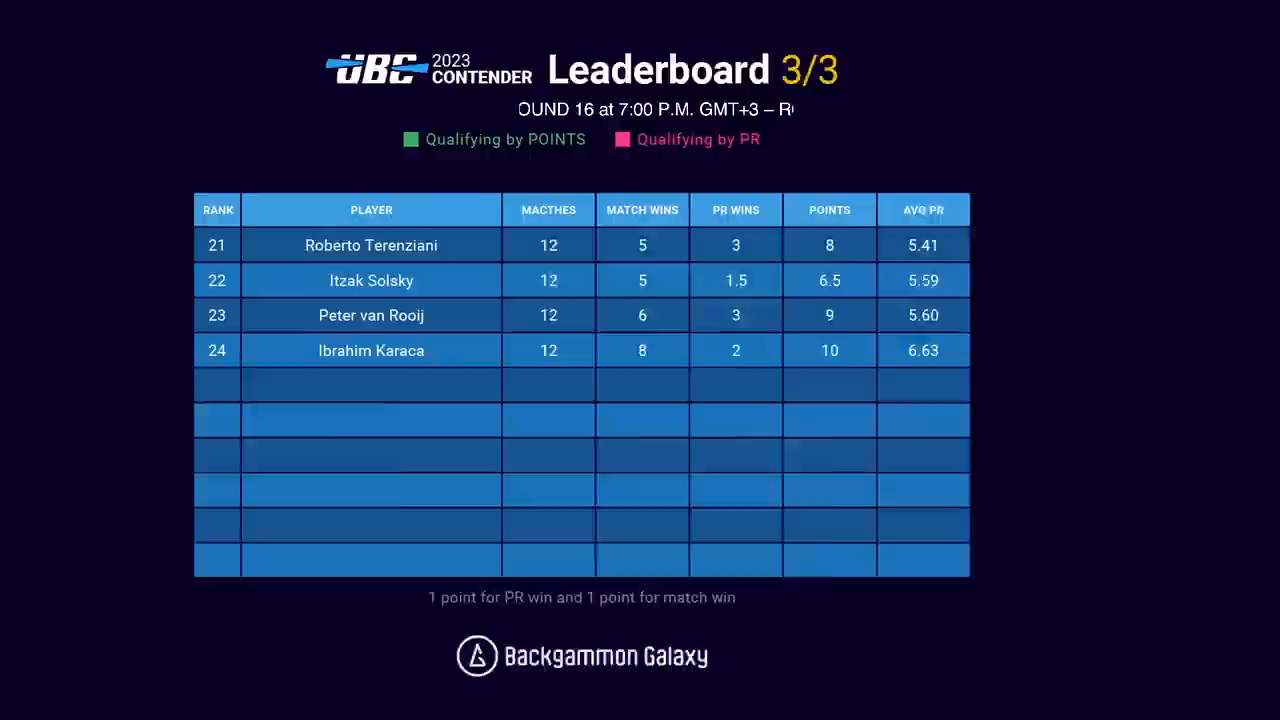 UBC 2023 CONTENDER Leaderboard 3/3
OUND 16 at 7:00 P.M. GMT+3 –
Qualifying by POINTS Qualifying by PR
RANK PLAYER MACTHES MATCH WINS PR WINS POINTS AVG PR
21 Roberto Terenziani 12 5 3 8 5.41
22 Itzak Solsky 12 5 1.5 6.5 5.59
23 Peter van Rooij 12 6 3 9 5.60
24 Ibrahim Karaca 12 8 2 10 6.63
1 point for PR win and 1 point for match win
Backgammon Galaxy